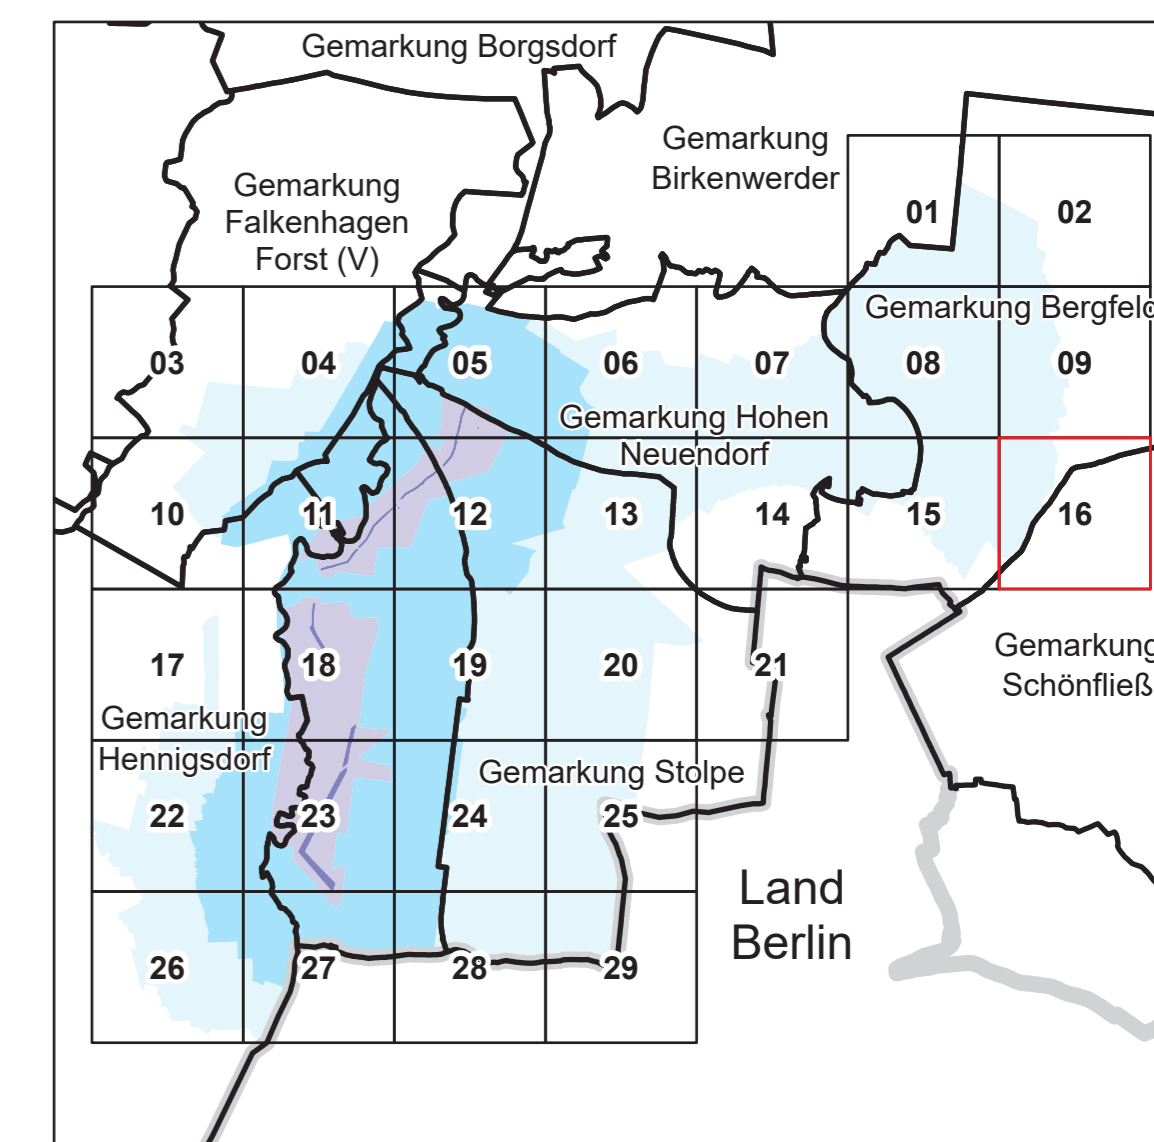 Gemarkung Borgsdorf
Gemarkung
Birkenwerder
Gemarkung
Falkenhagen
Forst (V)
01
02
Gemarkung Bergfeld
03
04
05
06
07
08
09
Gemarkung Hohen
Neuendorf
10
11
12
13
14
15
16
17
18
19
20
21
Gemarkung
Schönfließ
Gemarkung
Hennigsdorf
Gemarkung Stolpe
22
23
24
25
Land
Berlin
26
27
28
29